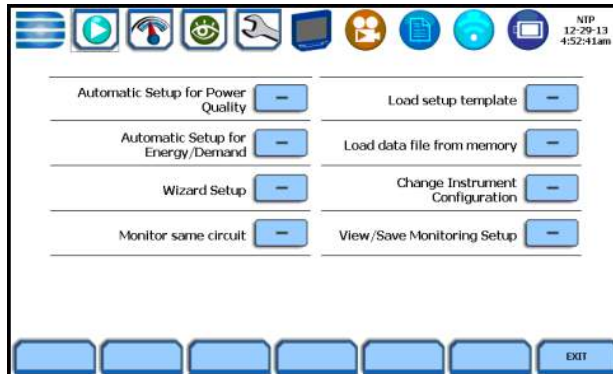 NTP
12-29-13
4:52:41am
Automatic Setup for Power
Quality
Load setup template
Automatic Setup for
Energy/Demand
Load data file from memory
Wizard Setup
Change Instrument
Configuration
Monitor same circuit
View/Save Monitoring Setup
EXIT